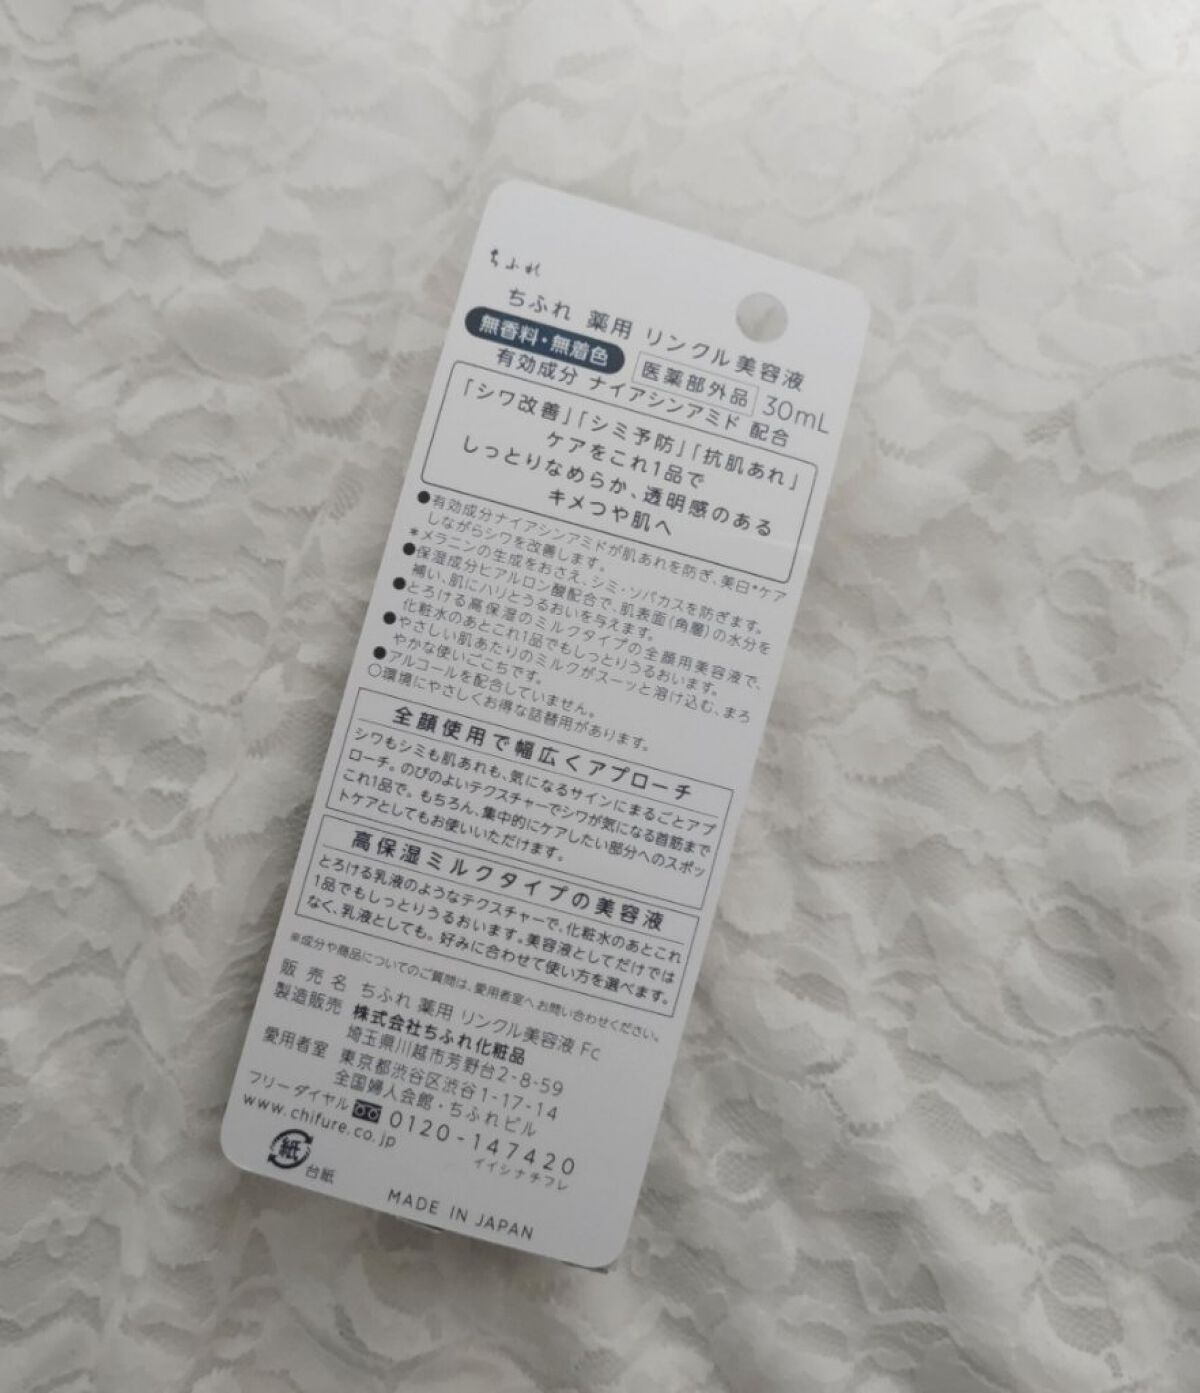 ちふれ
ちふれ 薬用 リンクル美容液
無香料・無着色 医薬部外品 30mL
有効成分 ナイアシンアミド 配合
「シワ改善」「シミ予防」「抗肌あれ」
ケアをこれ1品で
しっとりなめらか、透明感のある
キメつや肌へ
●有効成分ナイアシンアミドが肌あれを防ぎ、美白*ケア
しながらシワを改善します。
*メラニンの生成をおさえ、シミ・ソバカスを防ぎます。
●保湿成分ヒアルロン酸配合で、肌表面(角層)の水分を
補い、肌にハリとうるおいを与えます。
●とろける高保湿のミルクタイプの全顔用美容液で、
化粧水のあとこれ1品でもしっとりうるおいます。
●やさしい肌あたりのミルクがスーッと溶け込む、まろ
やかな使いごこちです。
●アルコールを配合していません。
○環境にやさしくお得な詰替用があります。
全顔使用で幅広くアプローチ
シワもシミも肌あれも、気になるサインにまるごとアプ
ローチ。のびのよいテクスチャーでシワが気になる首筋まで
これ1品で。もちろん、集中的にケアしたい部分へのスポッ
トケアとしてもお使いいただけます。
高保湿ミルクタイプの美容液
とろける乳液のようなテクスチャーで、化粧水のあとこれ
1品でもしっとりうるおいます。美容液としてだけでは
なく、乳液としても。好みに合わせて使い方を選べます。
※成分や商品についてのご質問は、愛用者室へお問い合わせください。
販売名 ちふれ 薬用 リンクル美容液 Fc
製造販売 株式会社ちふれ化粧品
埼玉県川越市芳野台2-8-59
愛用者室 東京都渋谷区渋谷1-17-14
全国婦人会館・ちふれビル
フリーダイヤル 0120-147420
イイシナチフレ
www.chifure.co.jp
紙
台紙
MADE IN JAPAN